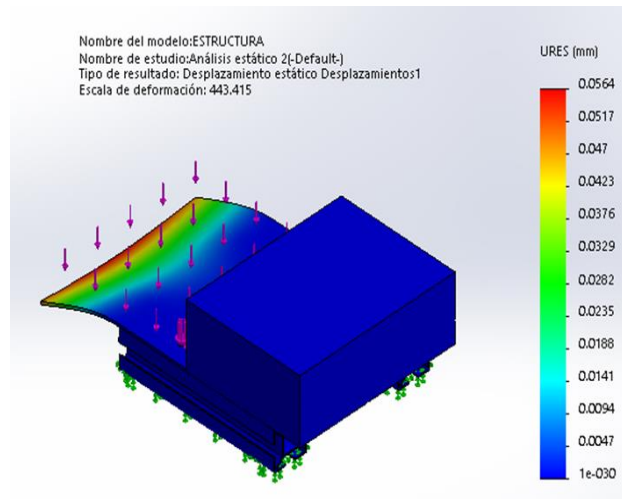 Nombre del modelo:ESTRUCTURA
Nombre de estudio:Análisis estático 2(-Default-)
Tipo de resultado: Desplazamiento estático Desplazamientos1
Escala de deformación: 443.415
URES (mm)
0.0564
0.0517
0.047
0.0423
0.0376
0.0329
0.0282
0.0235
0.0188
0.0141
0.0094
0.0047
1e-030